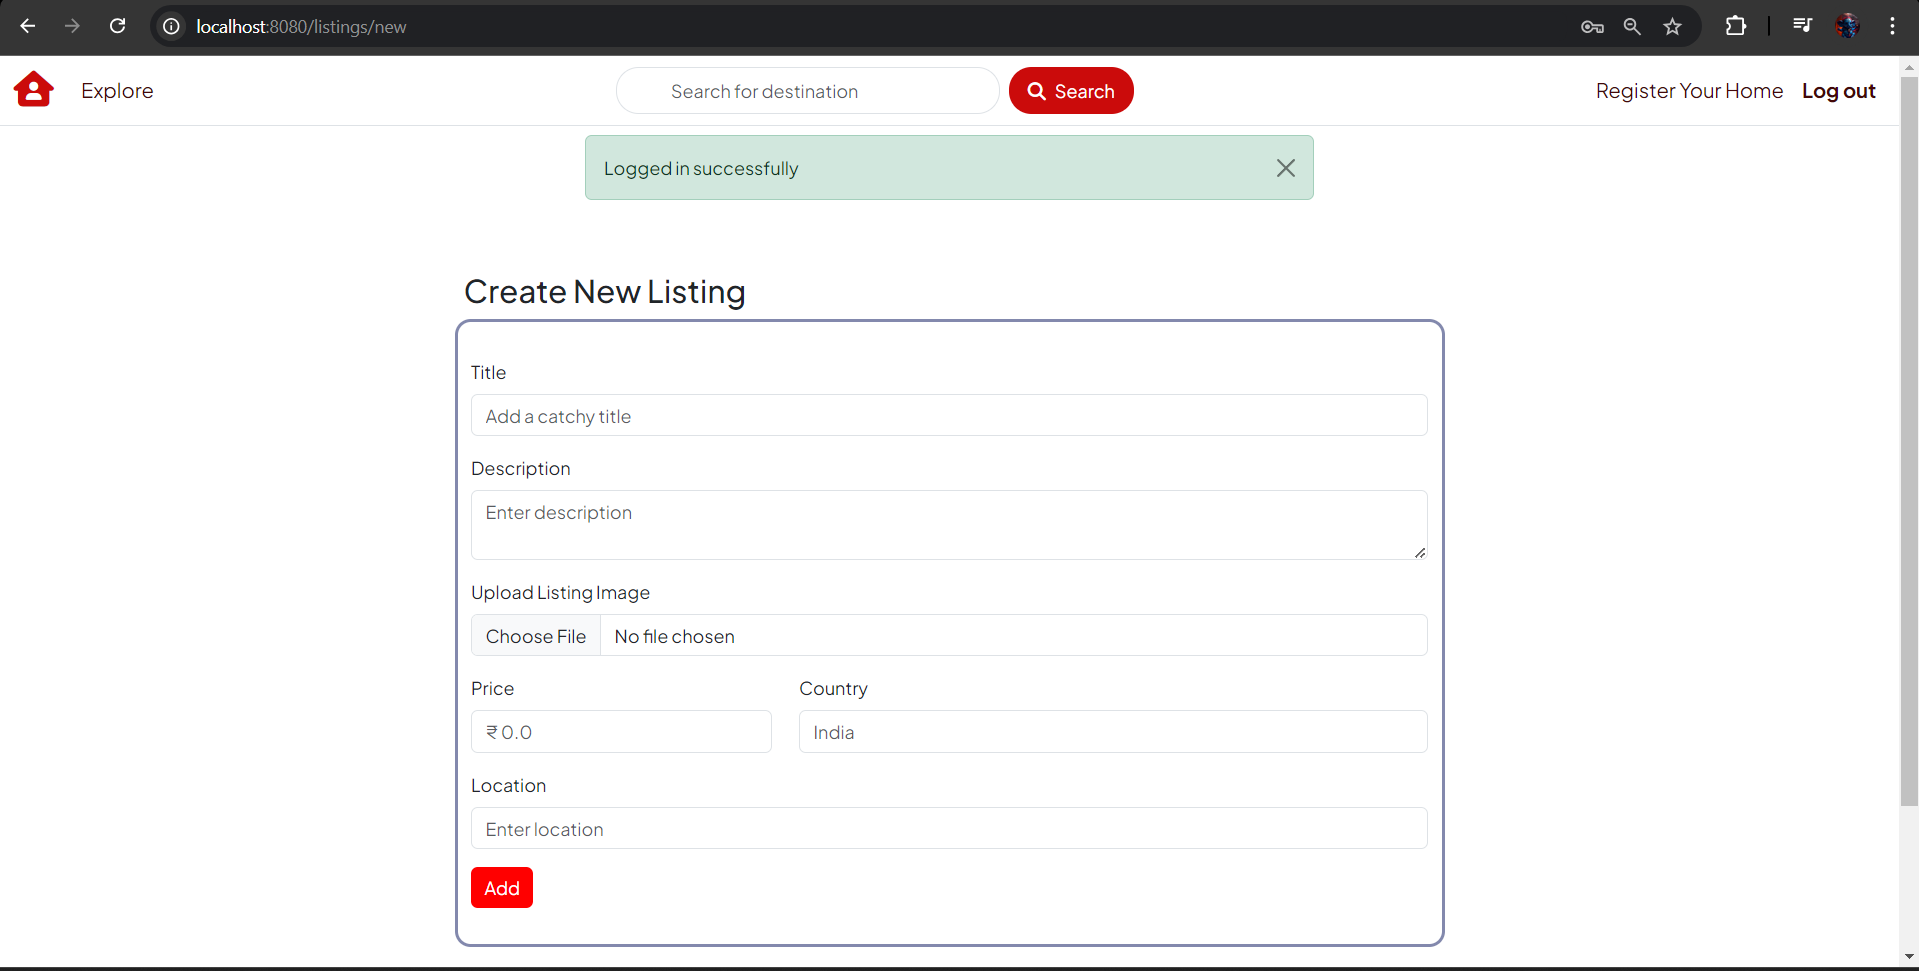 localhost:8080/listings/new
Explore
Search for destination
Search
Register Your Home
Log out
Logged in successfully
Create New Listing
Title
Add a catchy title
Description
Enter description
Upload Listing Image
Choose File No file chosen
Price Country
₹ 0.0 India
Location
Enter location
Add